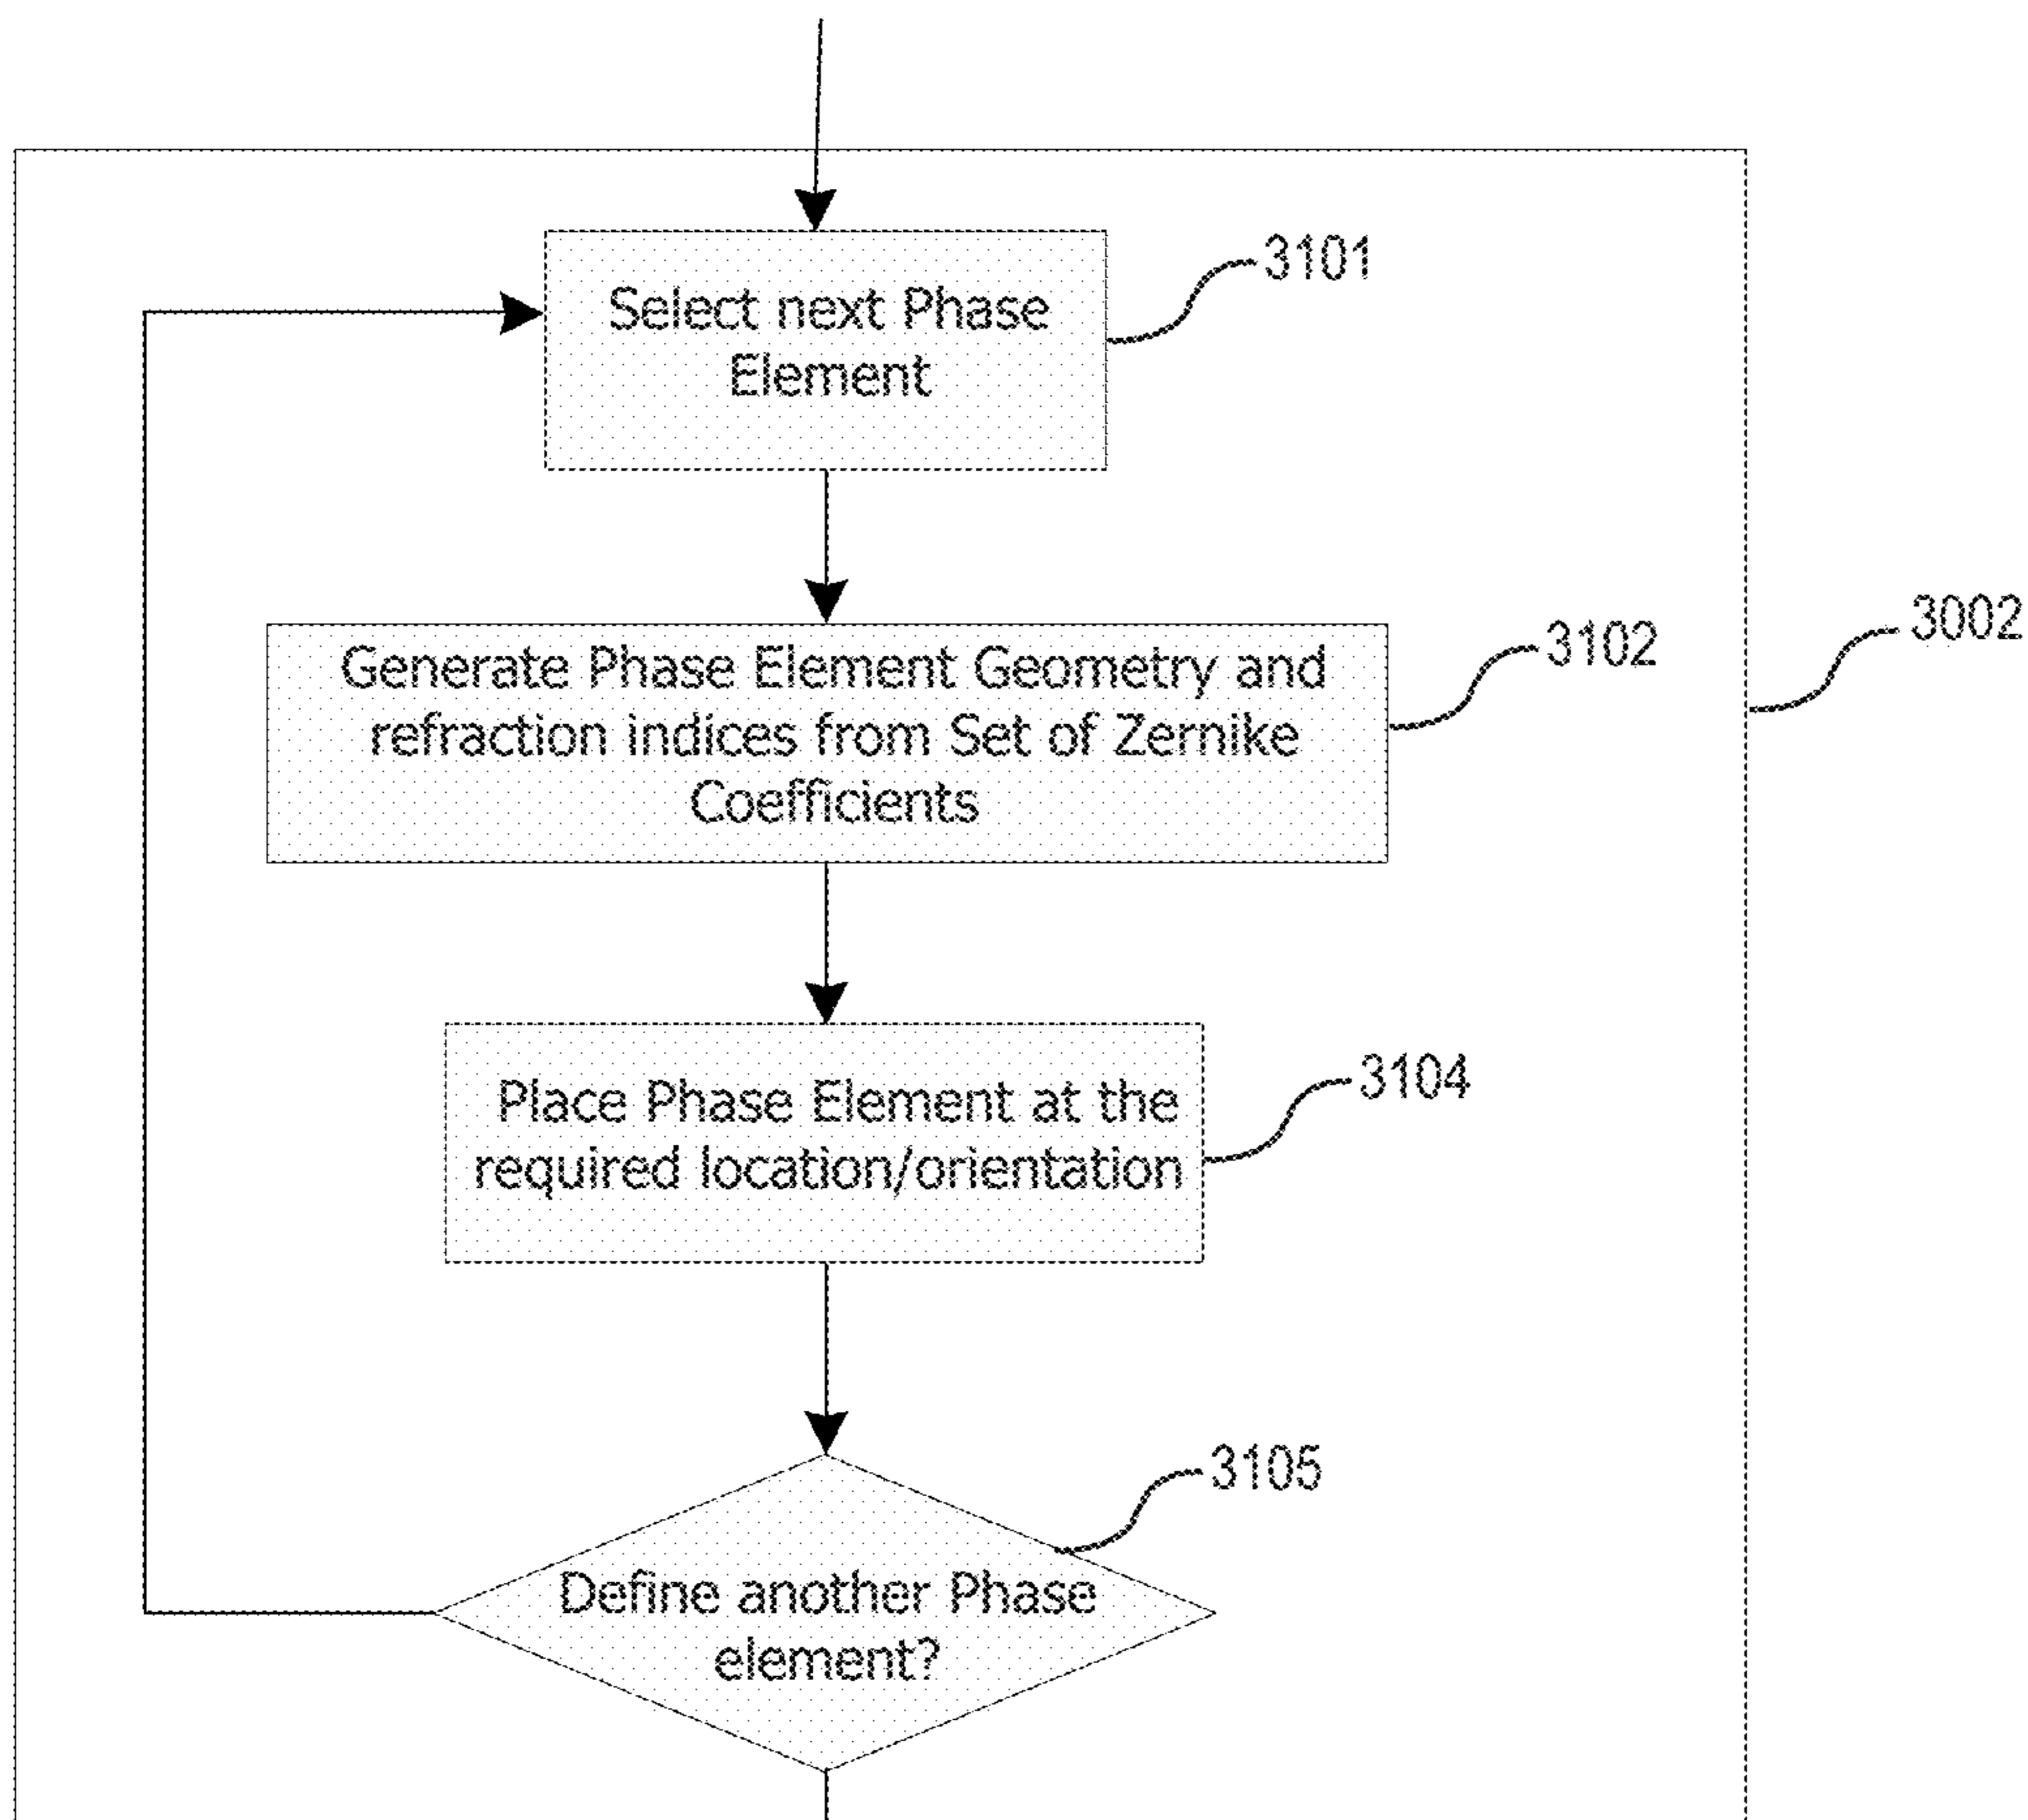 3101
Select next Phase
Element
3002
3102
Generate Phase Element Geometry and
refraction indices from Set of Zernike
Coefficients
3104
Place Phase Element at the
required location/orientation
3105
Define another Phase
element?